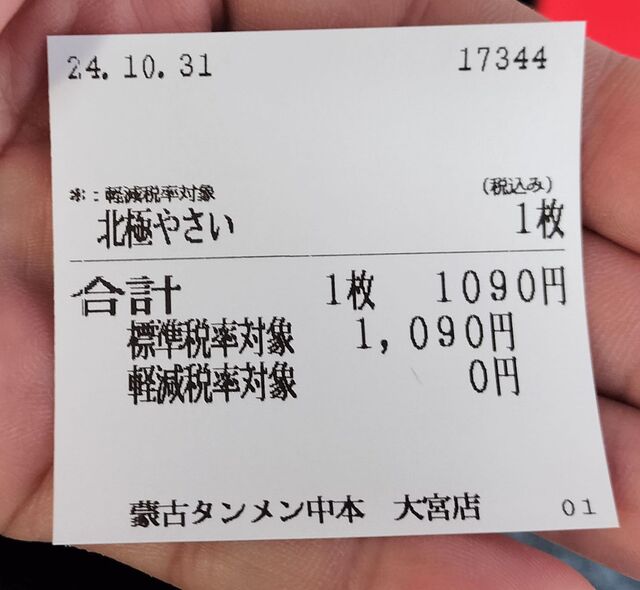 24.10.31 17344
※:軽減税率対象 (税込み)
北極やさい 1枚
合計 1枚 1090円
標準税率対象 1,090円
軽減税率対象 0円
蒙古タンメン中本 大宮店 01